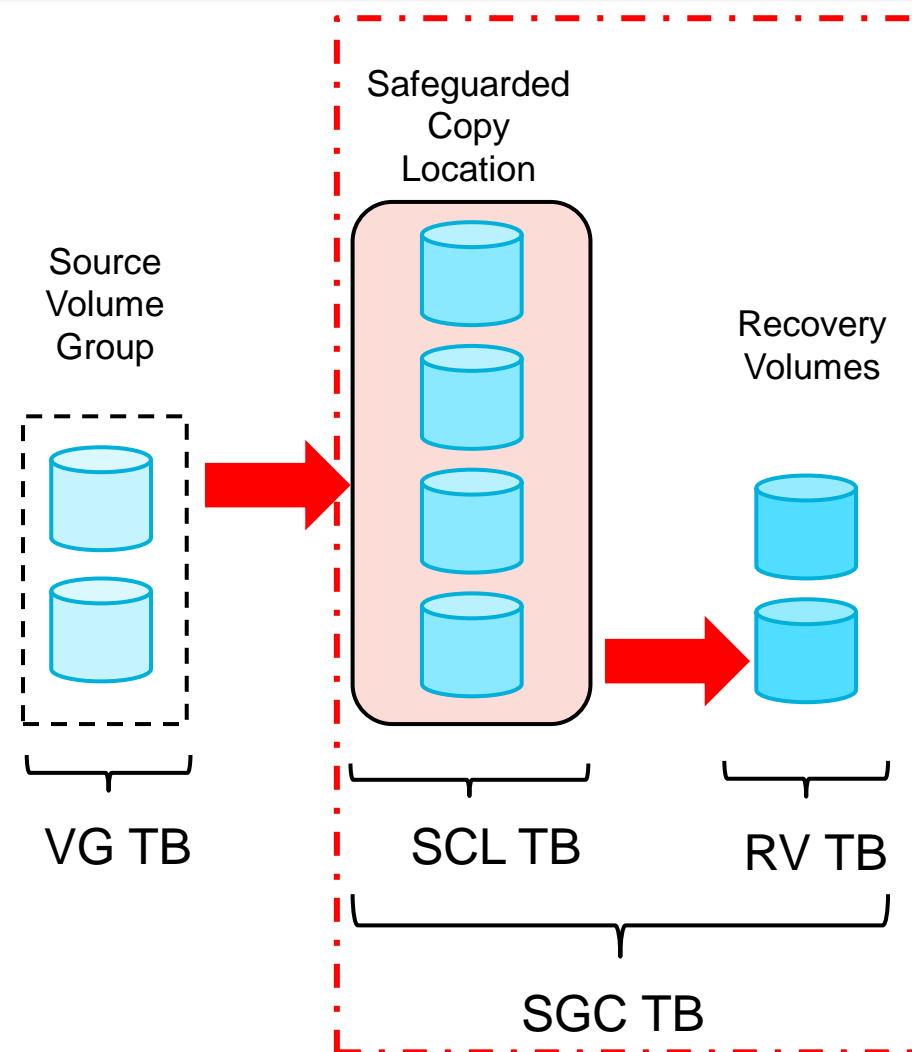 Safeguarded
Copy
Location
Source
Volume
Group
Recovery
Volumes
VG TB
SCL TB
RV TB
SGC TB